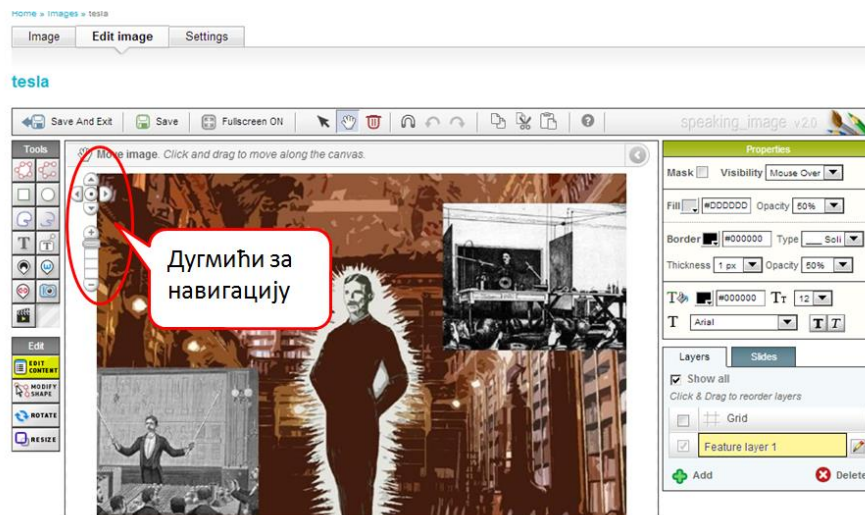 Home » Images » tesla
Image Edit image Settings
tesla
Save And Exit Save Fullscreen ON speaking_image v2.0
Tools
Move image. Click and drag to move along the canvas.
Дугмићи за
навигацију
T T
Edit
EDIT
CONTENT
MODIFY
SHAPE
ROTATE
RESIZE
Properties
Mask Visibility Mouse Over
Fill #DDDDDD Opacity 50%
Border #000000 Type Soli
Thickness 1 px Opacity 50%
T #000000 TT 12
T Arial T T
Layers Slides
Show all
Click & Drag to reorder layers
Grid
Feature layer 1
Add Delete